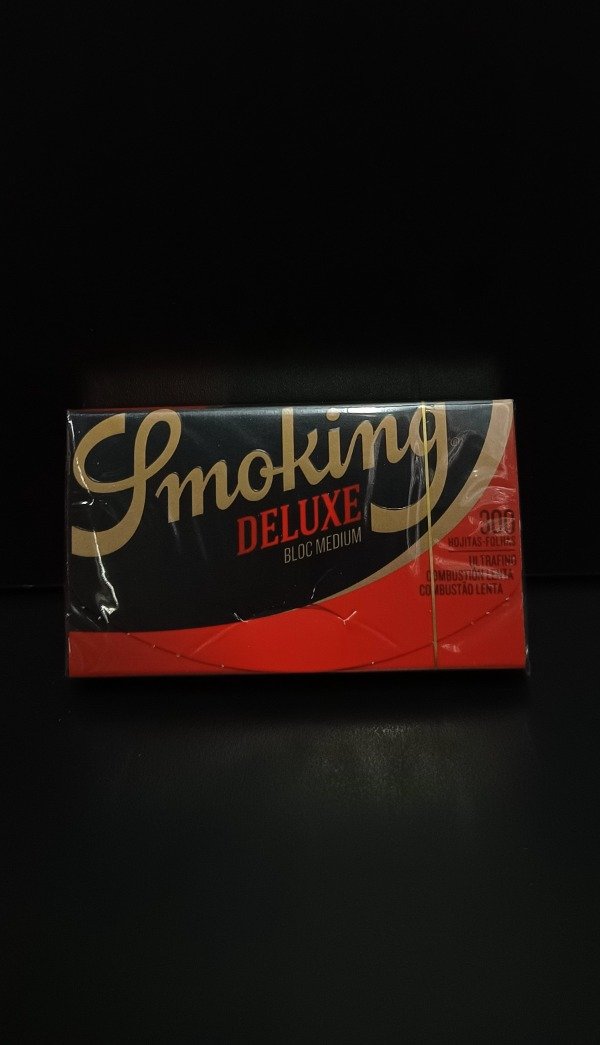 Smoking
DELUXE
BLOC MEDIUM
300
HOJITAS-FOLHAS
ULTRAFINO
COMBUSTIÓN LENTA
COMBUSTÃO LENTA